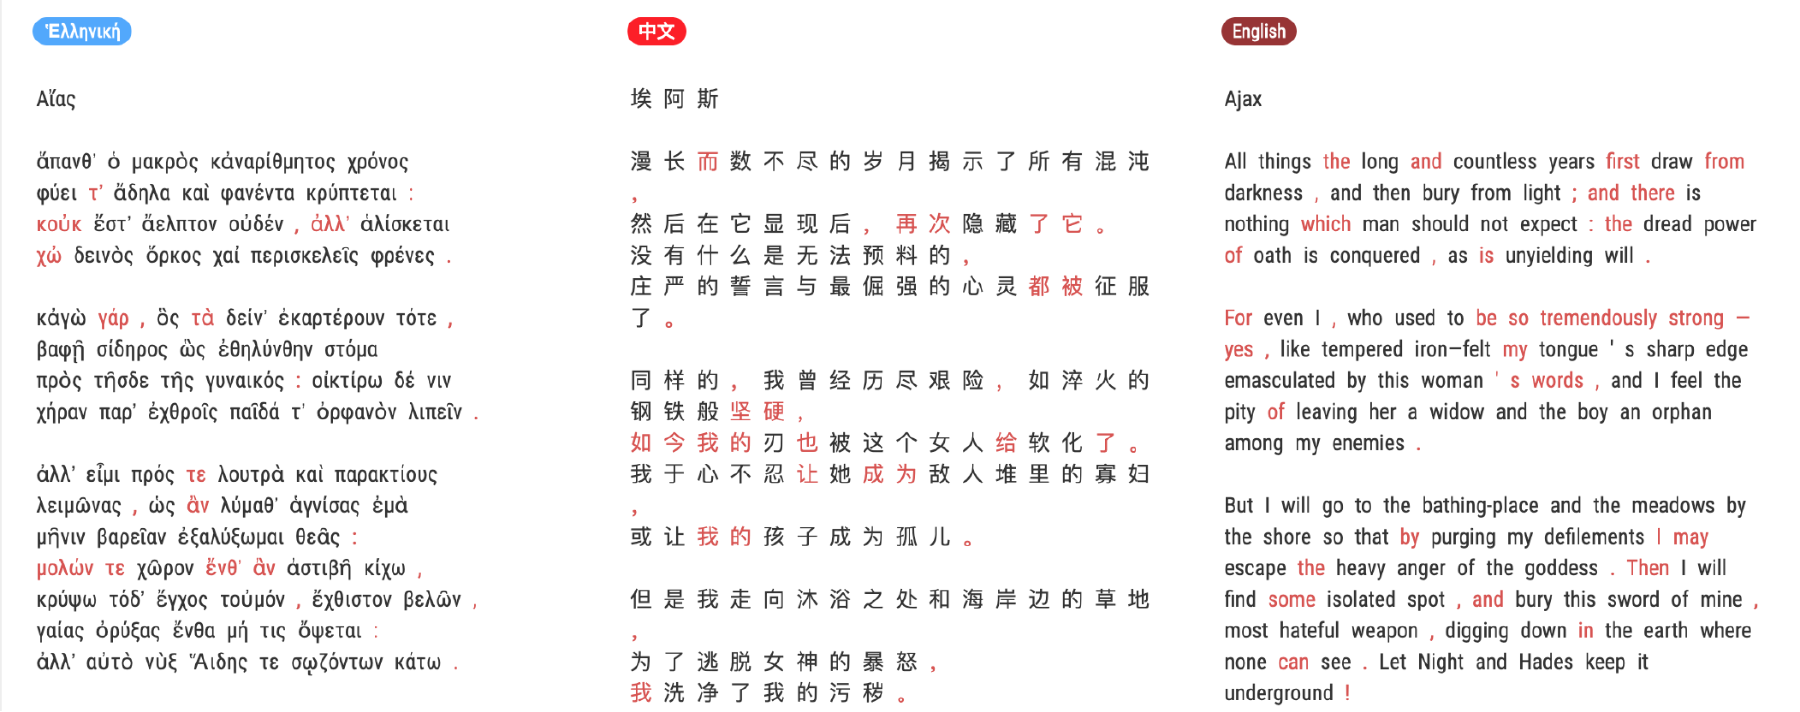 Ἑλληνική
Αἴας
ἅπανθ' ὁ μακρὸς κἀναρίθμητος χρόνος
φύει τ' ἄδηλα καὶ φανέντα κρύπτεται :
κοὐκ ἔστ' ἄελπτον οὐδέν , ἀλλ' ἁλίσκεται
χὠ δεινὸς ὅρκος χαἰ περισκελεῖς φρένες .
κἀγὼ γάρ , ὃς τὰ δείν' ἐκαρτέρουν τότε ,
βαφῇ σίδηρος ὣς ἐθηλύνθην στόμα
πρὸς τῆσδε τῆς γυναικός : οἰκτίρω δέ νιν
χήραν παρ' ἐχθροῖς παῖδά τ' ὀρφανὸν λιπεῖν .
ἀλλ' εἶμι πρός τε λουτρὰ καὶ παρακτίους
λειμῶνας , ὡς ἂν λύμαθ' ἁγνίσας ἐμὰ
μῆνιν βαρεῖαν ἐξαλύξωμαι θεᾶς :
μολών τε χῶρον ἔνθ' ἂν ἀστιβῆ κίχω ,
κρύψω τόδ' ἔγχος τοὐμόν , ἔχθιστον βελῶν ,
γαίας ὀρύξας ἔνθα μή τις ὄψεται :
ἀλλ' αὐτὸ νὺξ Ἅιδης τε σῳζόντων κάτω .
中文
埃阿斯
漫长而数不尽的岁月揭示了所有混沌
，
然后在它显现后，再次隐藏了它。
没有什么是无法预料的，
庄严的誓言与最倔强的心灵都被征服
了。
同样的，我曾经历尽艰险，如淬火的
钢铁般坚硬，
如今我的刃也被这个女人给软化了。
我于心不忍让她成为敌人堆里的寡妇
，
或让我的孩子成为孤儿。
但是我走向沐浴之处和海岸边的草地
，
为了逃脱女神的暴怒，
我洗净了我的污秽。
English
Ajax
All things the long and countless years first draw from
darkness , and then bury from light ; and there is
nothing which man should not expect : the dread power
of oath is conquered , as is unyielding will .
For even I , who used to be so tremendously strong —
yes , like tempered iron—felt my tongue ' s sharp edge
emasculated by this woman ' s words , and I feel the
pity of leaving her a widow and the boy an orphan
among my enemies .
But I will go to the bathing-place and the meadows by
the shore so that by purging my defilements I may
escape the heavy anger of the goddess . Then I will
find some isolated spot , and bury this sword of mine ,
most hateful weapon , digging down in the earth where
none can see . Let Night and Hades keep it
underground !